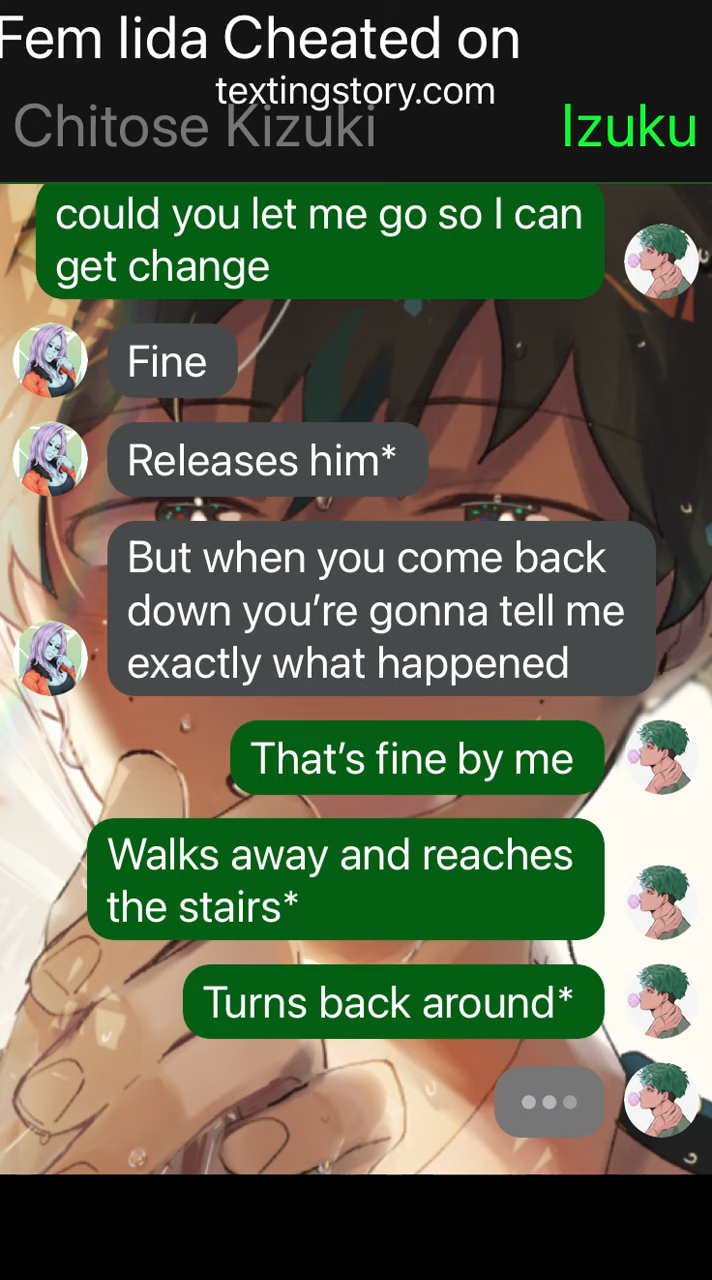 Fem Iida Cheated on
textingstory.com
Chitose Kizuki
Izuku
could you let me go so I can
get change
Fine
Releases him*
But when you come back
down you’re gonna tell me
exactly what happened
That’s fine by me
Walks away and reaches
the stairs*
Turns back around*